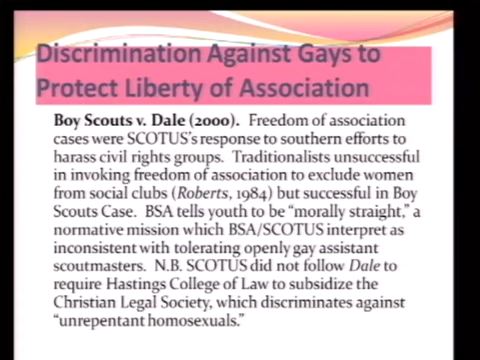 Discrimination Against Gays to
Protect Liberty of Association
Boy Scouts v. Dale (2000). Freedom of association
cases were SCOTUS's response to southern efforts to
harass civil rights groups. Traditionalists unsuccessful
in invoking freedom of association to exclude women
from social clubs (Roberts, 1984) but successful in Boy
Scouts Case. BSA tells youth to be "morally straight," a
normative mission which BSA/SCOTUS interpret as
inconsistent with tolerating openly gay assistant
scoutmasters. N.B. SCOTUS did not follow Dale to
require Hastings College of Law to subsidize the
Christian Legal Society, which discriminates against
"unrepentant homosexuals."